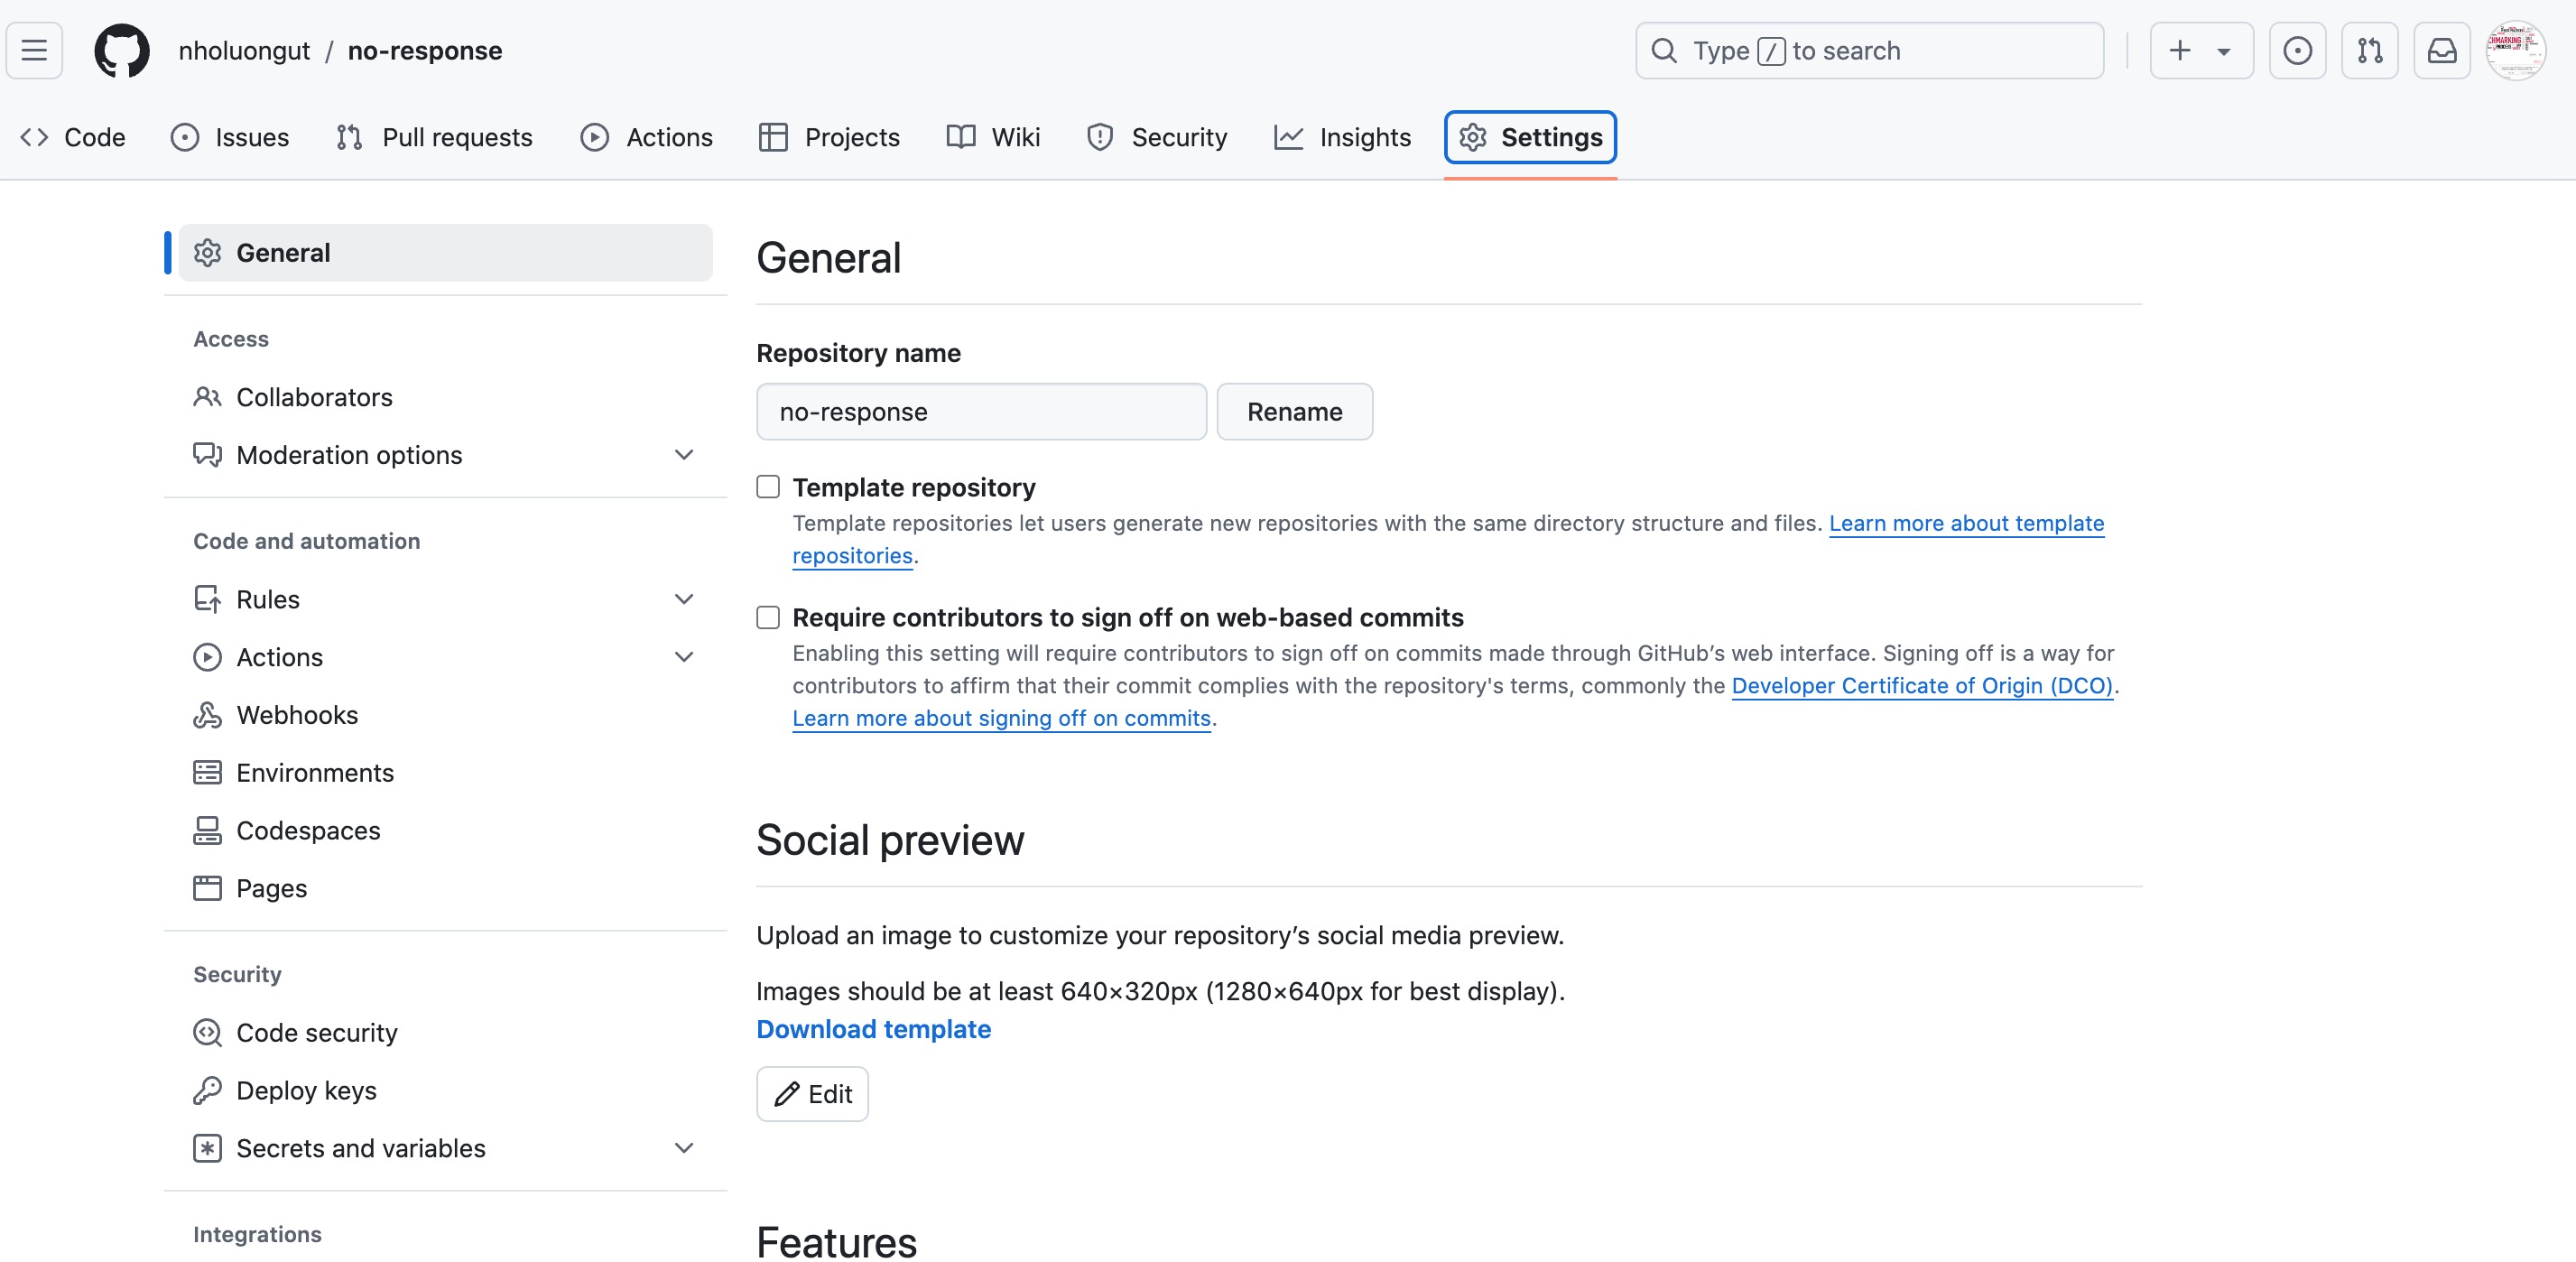 nholuongut / no-response
Type / to search
Code
Issues
Pull requests
Actions
Projects
Wiki
Security
Insights
Settings
General
Access
Collaborators
Moderation options
Code and automation
Rules
Actions
Webhooks
Environments
Codespaces
Pages
Security
Code security
Deploy keys
Secrets and variables
Integrations
General
Repository name
no-response
Rename
Template repository
Template repositories let users generate new repositories with the same directory structure and files. Learn more about template
repositories.
Require contributors to sign off on web-based commits
Enabling this setting will require contributors to sign off on commits made through GitHub’s web interface. Signing off is a way for
contributors to affirm that their commit complies with the repository's terms, commonly the Developer Certificate of Origin (DCO).
Learn more about signing off on commits.
Social preview
Upload an image to customize your repository’s social media preview.
Images should be at least 640×320px (1280×640px for best display).
Download template
Edit
Features